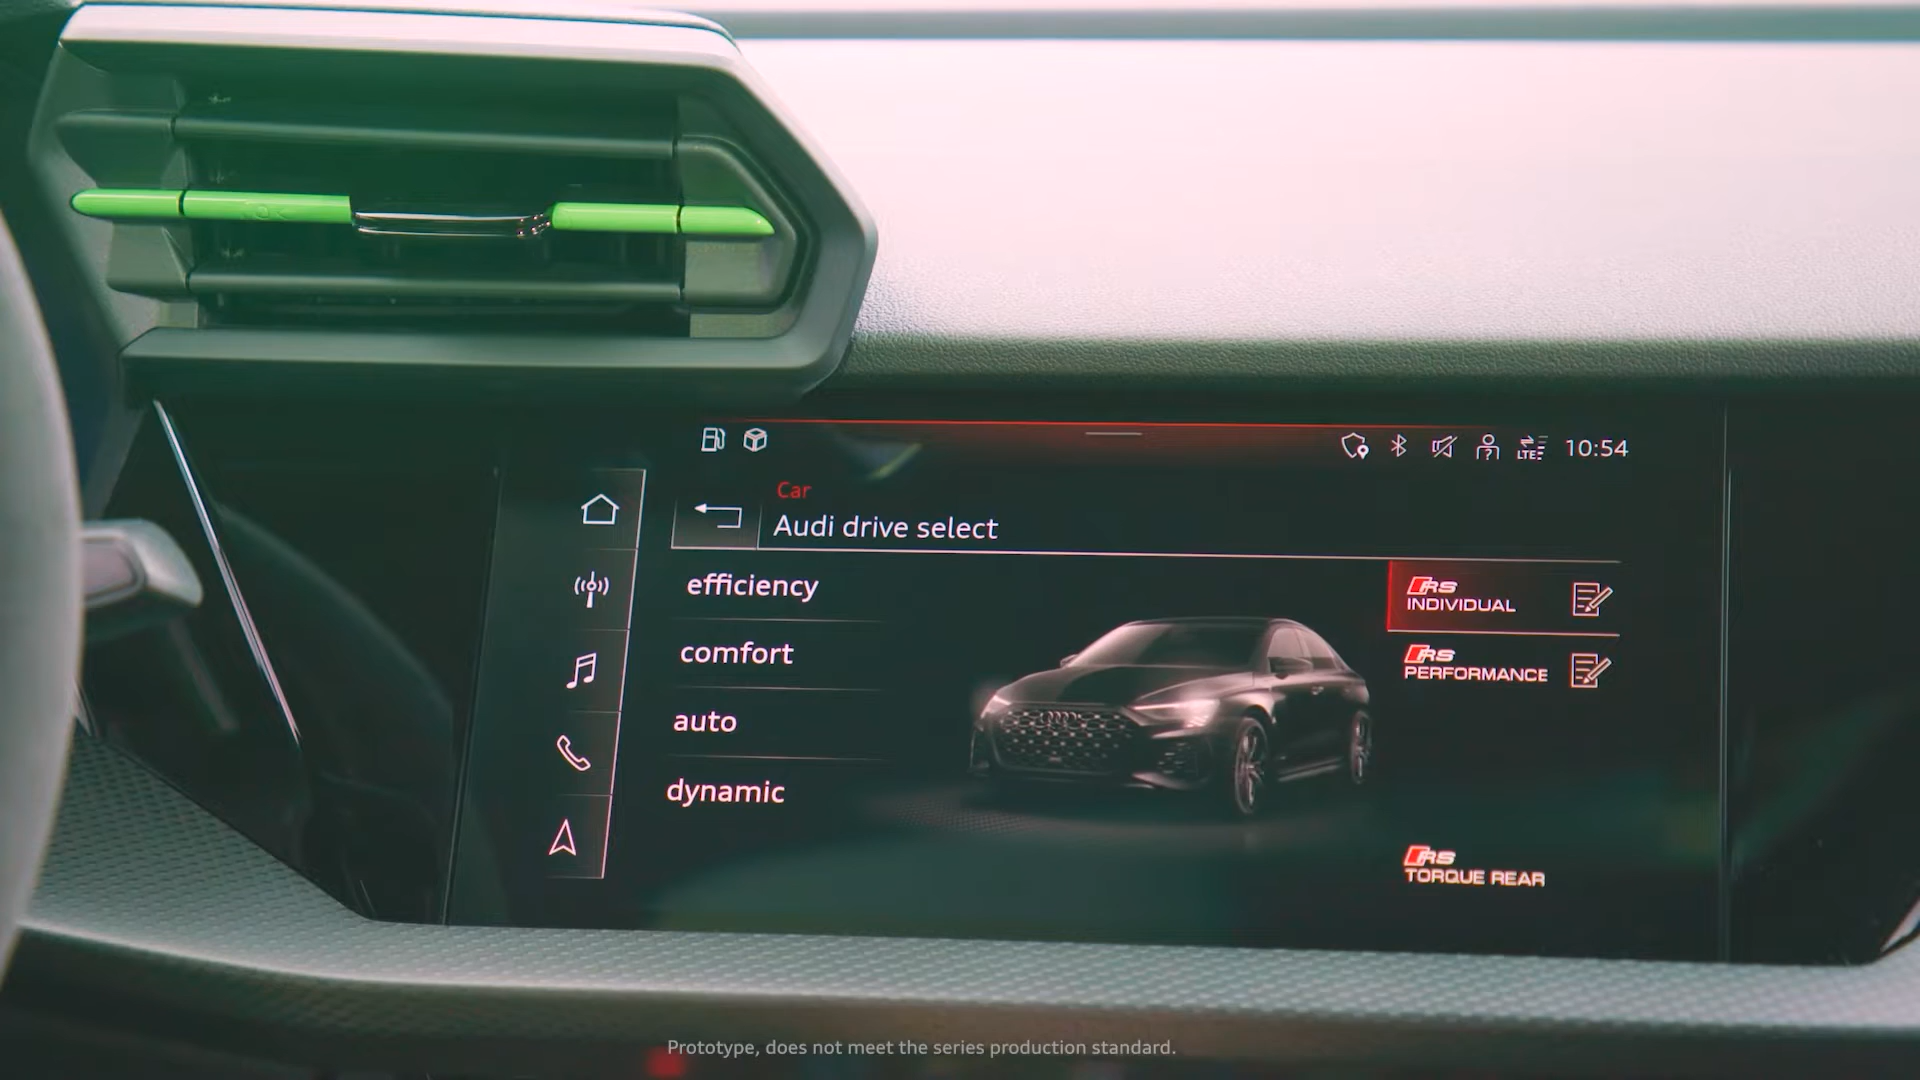 LTE
10:54
Car
Audi drive select
efficiency
comfort
auto
dynamic
RS
INDIVIDUAL
RS
PERFORMANCE
RS
TORQUE REAR
Prototype, does not meet the series production standard.